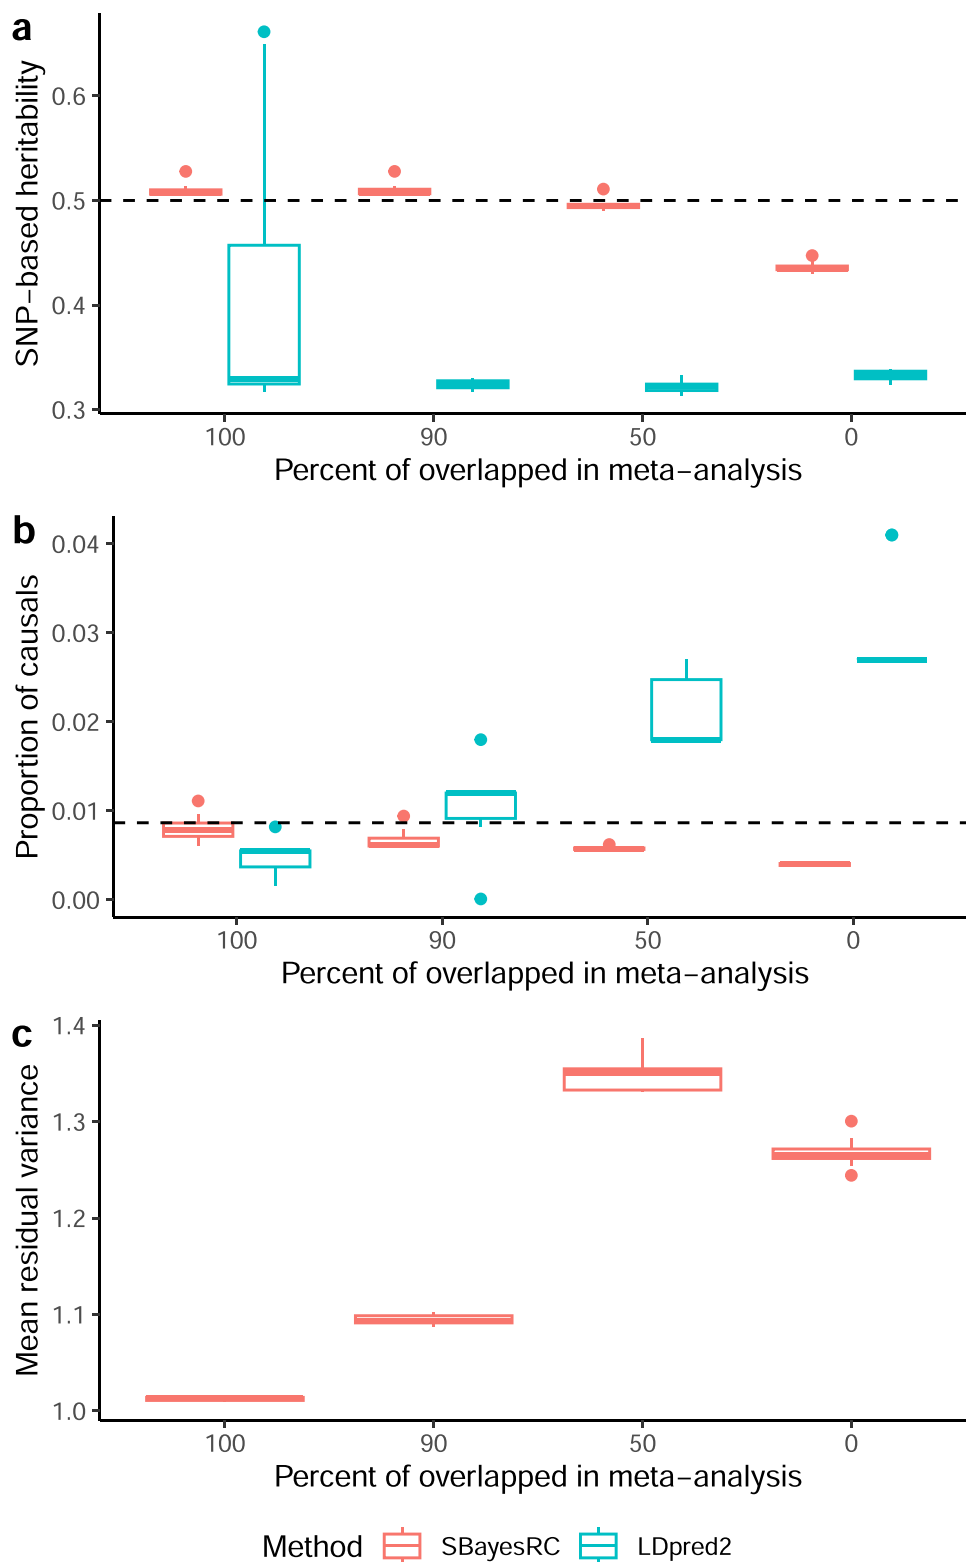 a
SNP-based heritability
0.6
0.5
0.4
0.3
100 90 50 0
Percent of overlapped in meta-analysis
b
Proportion of causals
0.04
0.03
0.02
0.01
0.00
100 90 50 0
Percent of overlapped in meta-analysis
c
Mean residual variance
1.4
1.3
1.2
1.1
1.0
100 90 50 0
Percent of overlapped in meta-analysis
Method SBayesRC LDpred2